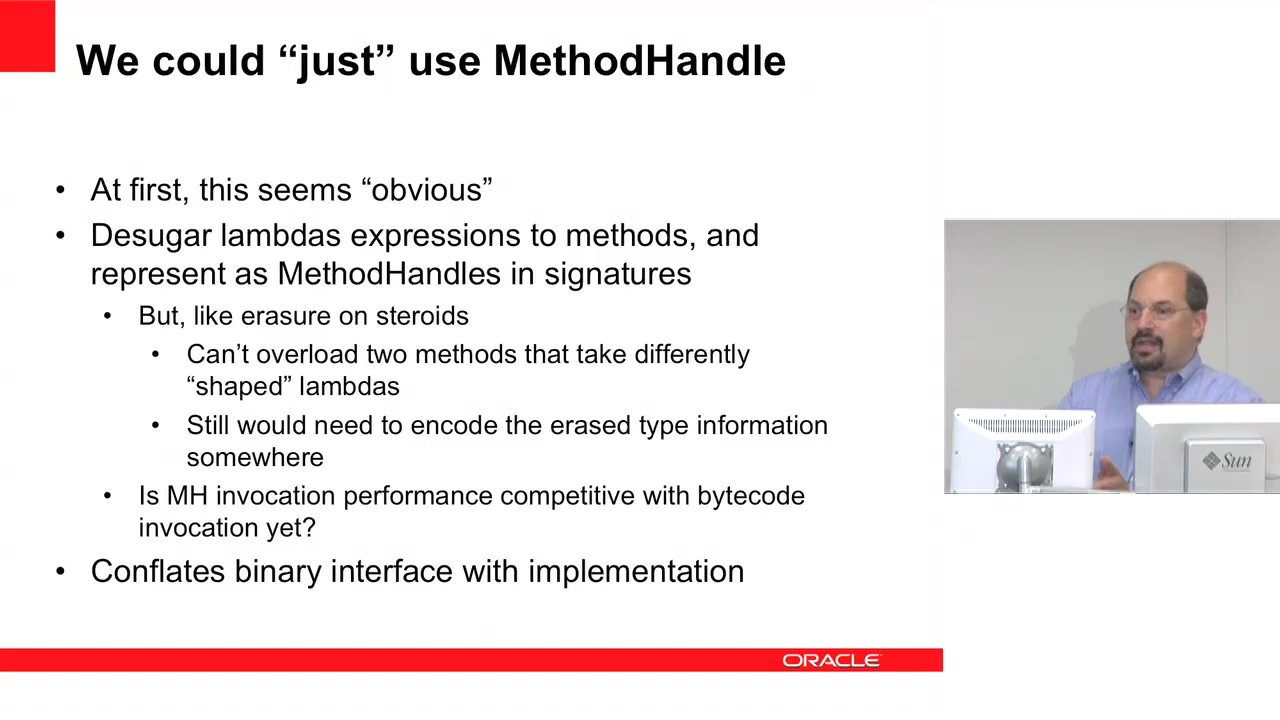 We could “just” use MethodHandle
• At first, this seems “obvious”
• Desugar lambdas expressions to methods, and
represent as MethodHandles in signatures
• But, like erasure on steroids
• Can’t overload two methods that take differently
“shaped” lambdas
• Still would need to encode the erased type information
somewhere
• Is MH invocation performance competitive with bytecode
invocation yet?
• Conflates binary interface with implementation
ORACLE
Sun